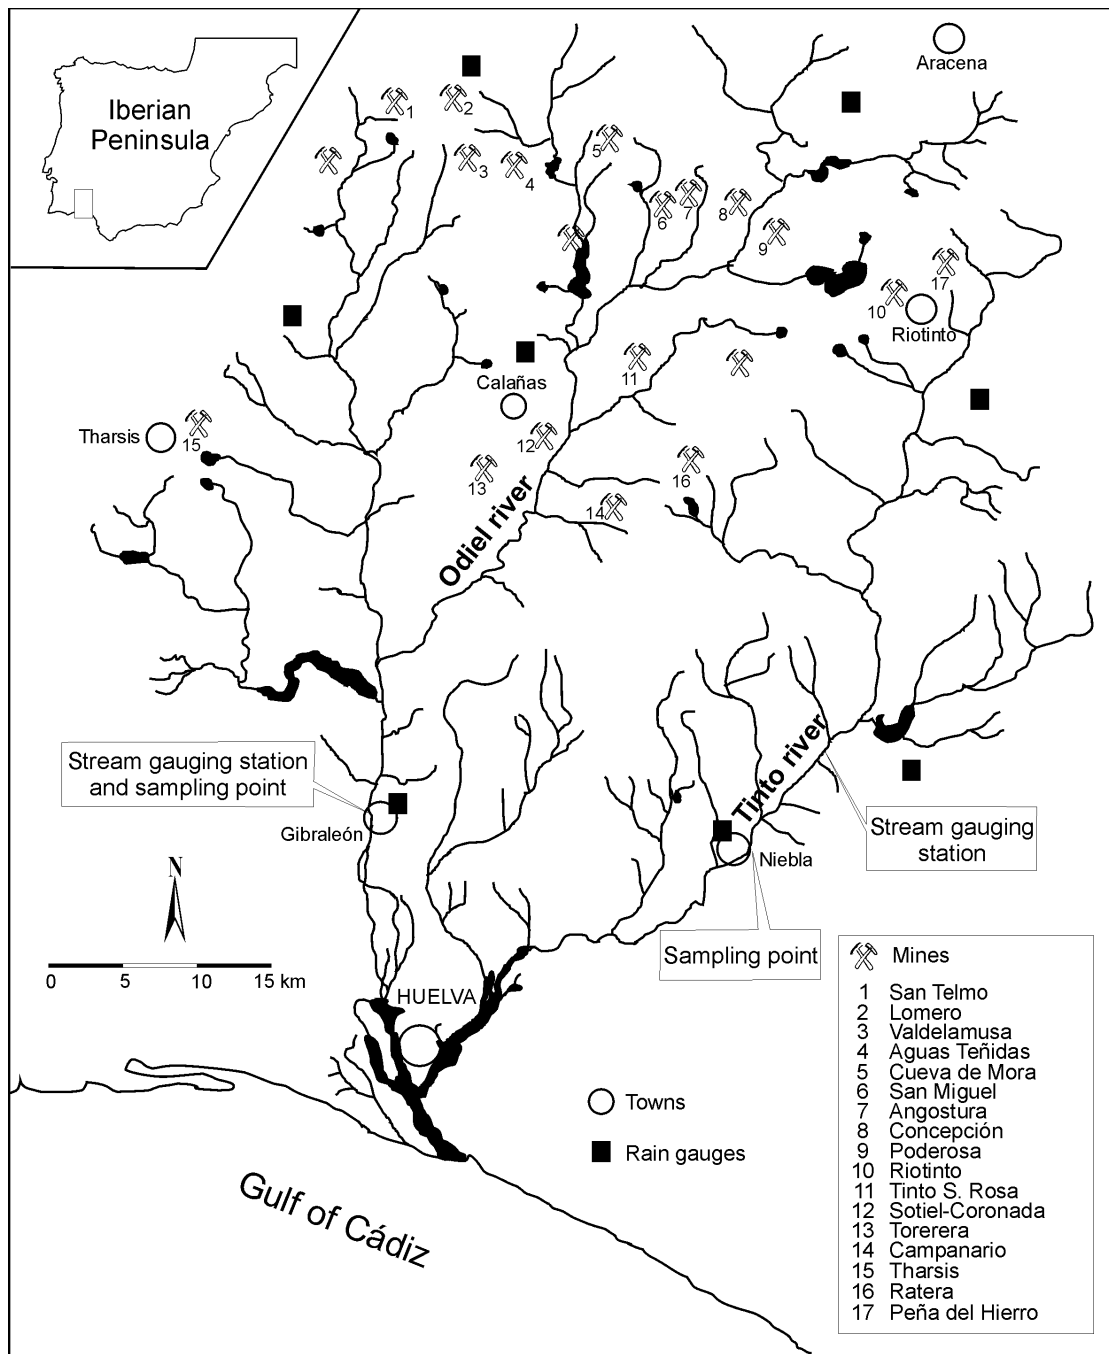 Iberian
Peninsula
Aracena
1
2
3
4
5
6
7
8
9
10
17
Riotinto
11
Calañas
Tharsis
15
12
13
16
14
Odiel river
Stream gauging station
and sampling point
Gibraleón
Tinto river
Niebla
Stream gauging
station
Sampling point
N
0 5 10 15 km
HUELVA
Towns
Rain gauges
Gulf of Cádiz
Mines
1 San Telmo
2 Lomero
3 Valdelamusa
4 Aguas Teñidas
5 Cueva de Mora
6 San Miguel
7 Angostura
8 Concepción
9 Poderosa
10 Riotinto
11 Tinto S. Rosa
12 Sotiel-Coronada
13 Torerera
14 Campanario
15 Tharsis
16 Ratera
17 Peña del Hierro